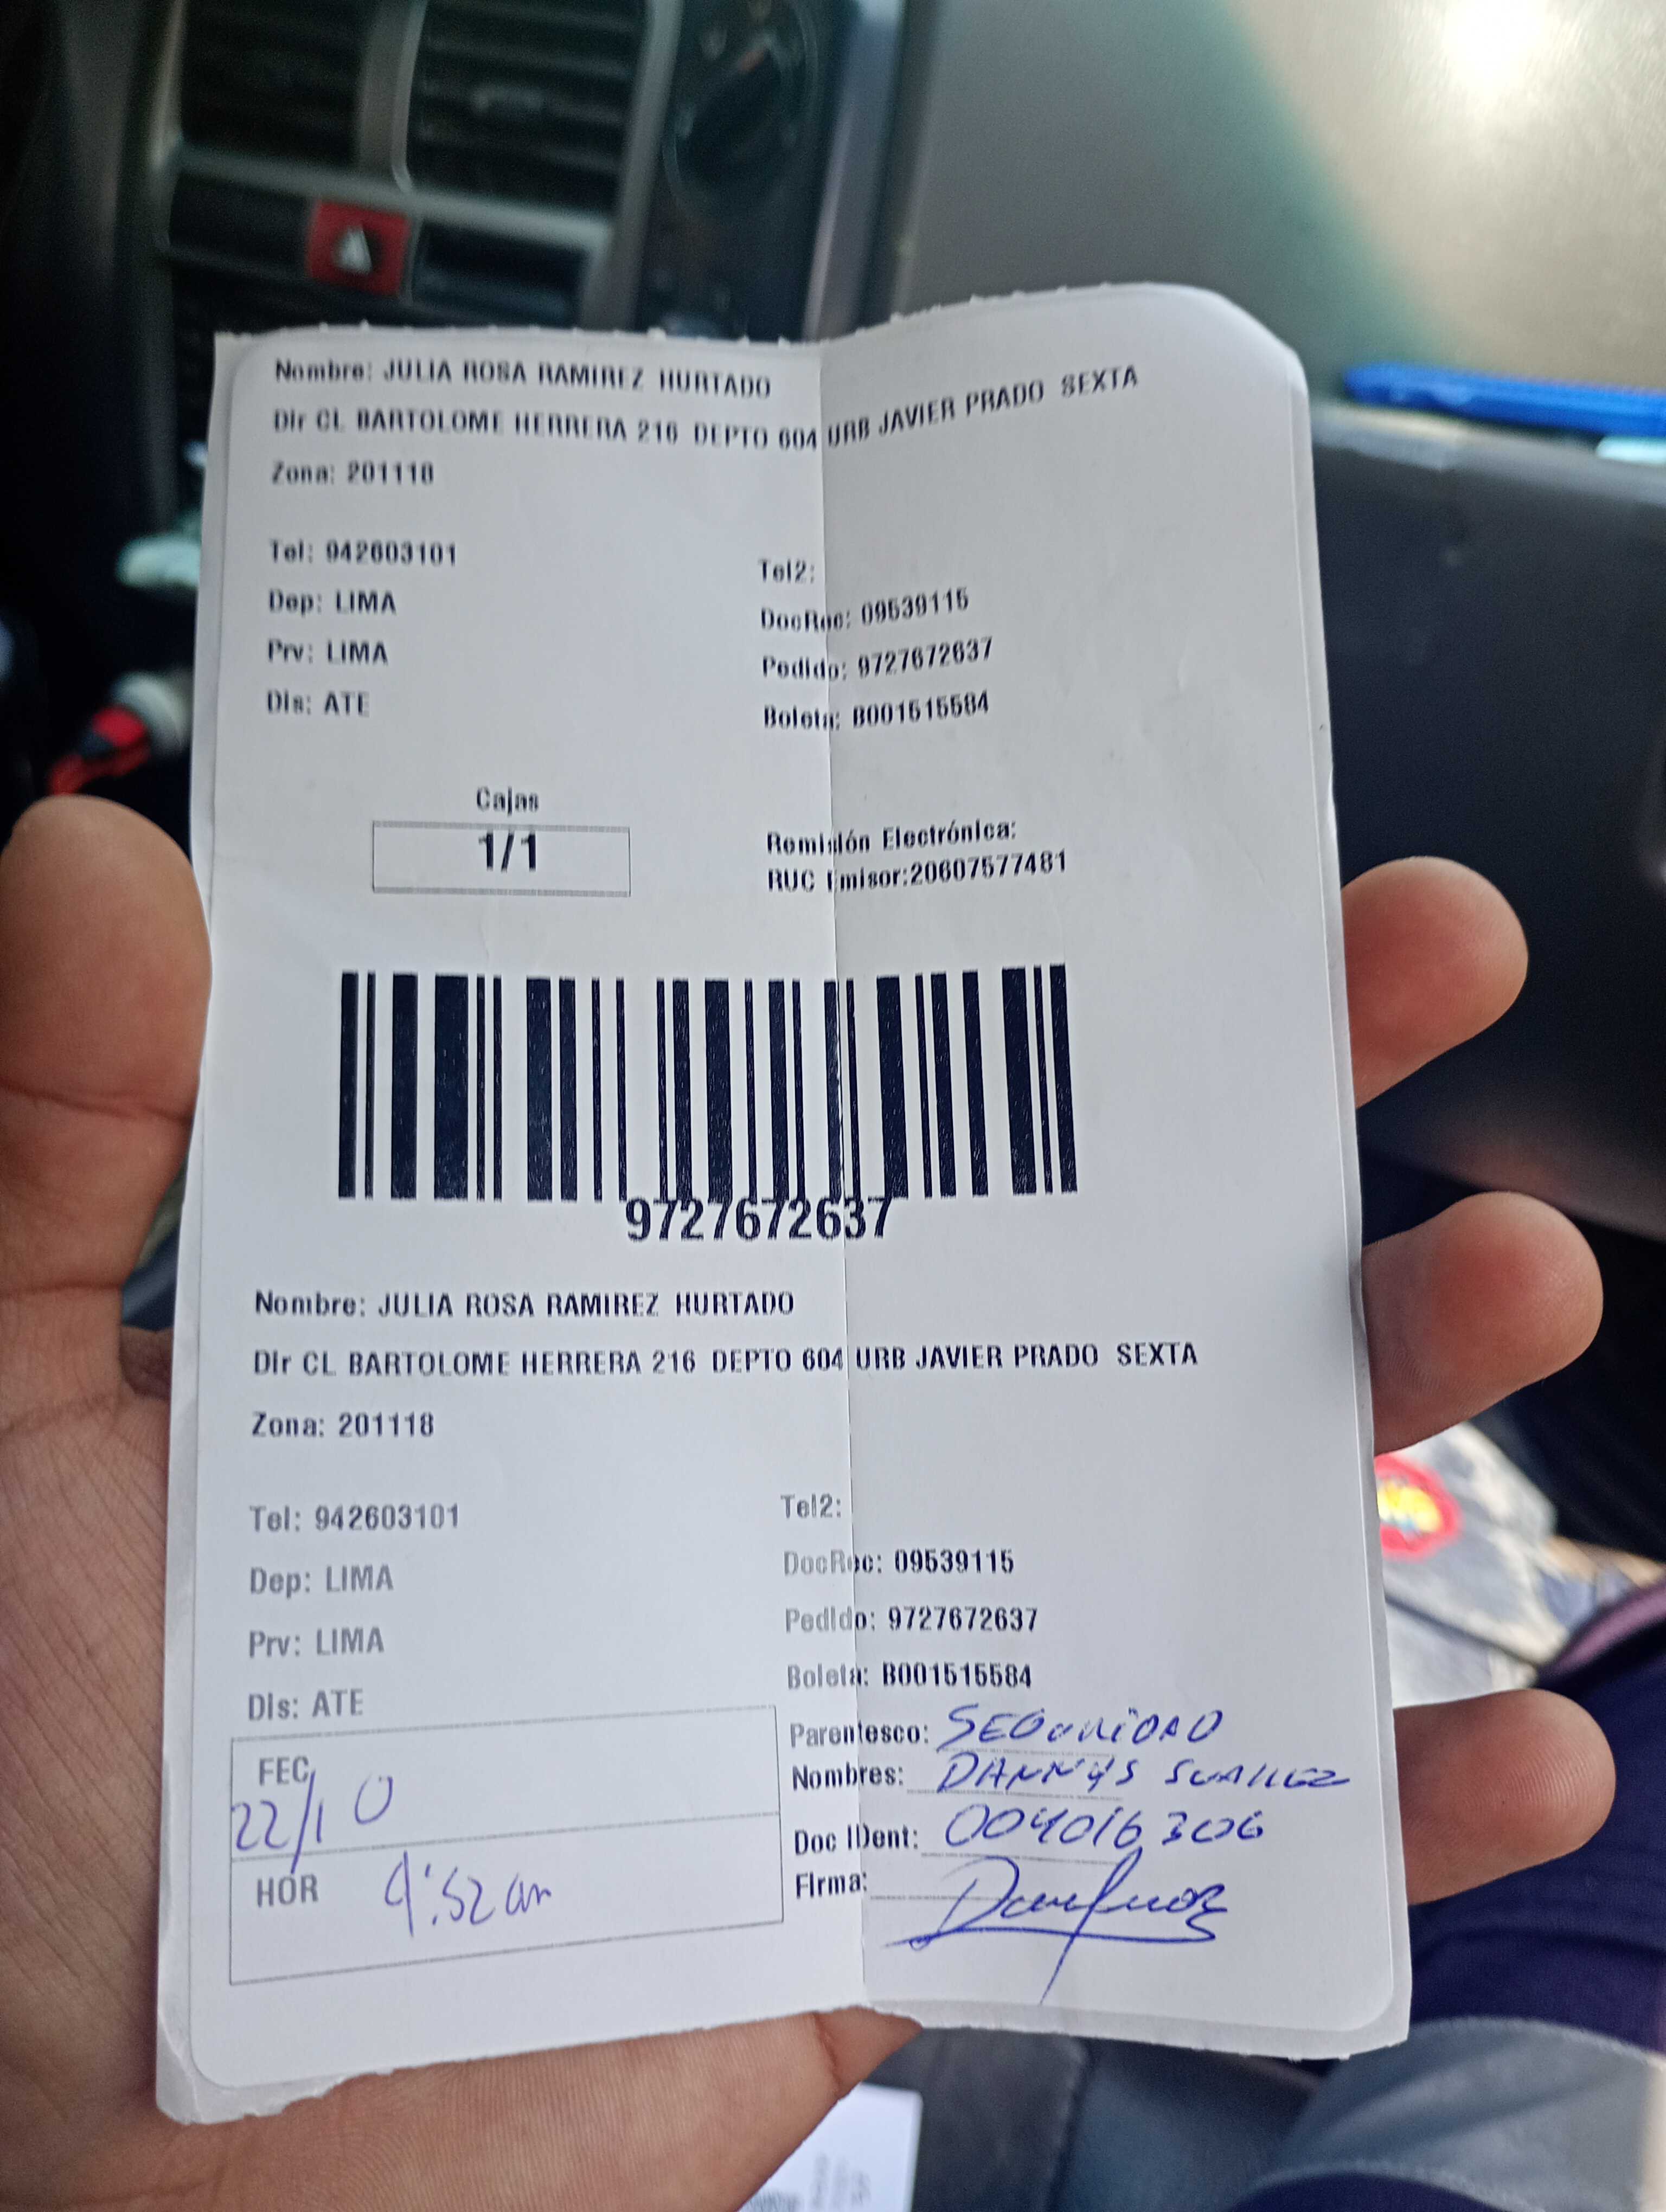 Nombre: JULIA ROSA RAMIREZ HURTADO
Dir CL BARTOLOME HERRERA 216 DEPTO 604 URB JAVIER PRADO SEXTA
Zona: 201118
Tel: 942603101
Tel2:
Dep: LIMA
DocRec: 09539115
Prv: LIMA
Pedido: 9727672637
Dis: ATE
Boleta: B001515584
Cajas
1/1
Remisión Electrónica:
RUC Emisor:20607577481
9727672637
Nombre: JULIA ROSA RAMIREZ HURTADO
Dir CL BARTOLOME HERRERA 216 DEPTO 604 URB JAVIER PRADO SEXTA
Zona: 201118
Tel: 942603101
Tel2:
Dep: LIMA
DocRec: 09539115
Prv: LIMA
Pedido: 9727672637
Dis: ATE
Boleta: B001515584
Parentesco: SEGURIDAD
Nombres: DANNYS SUAREZ
Doc IDent: 004016306
Firma:
FEC
22/10
HOR 9:52 am